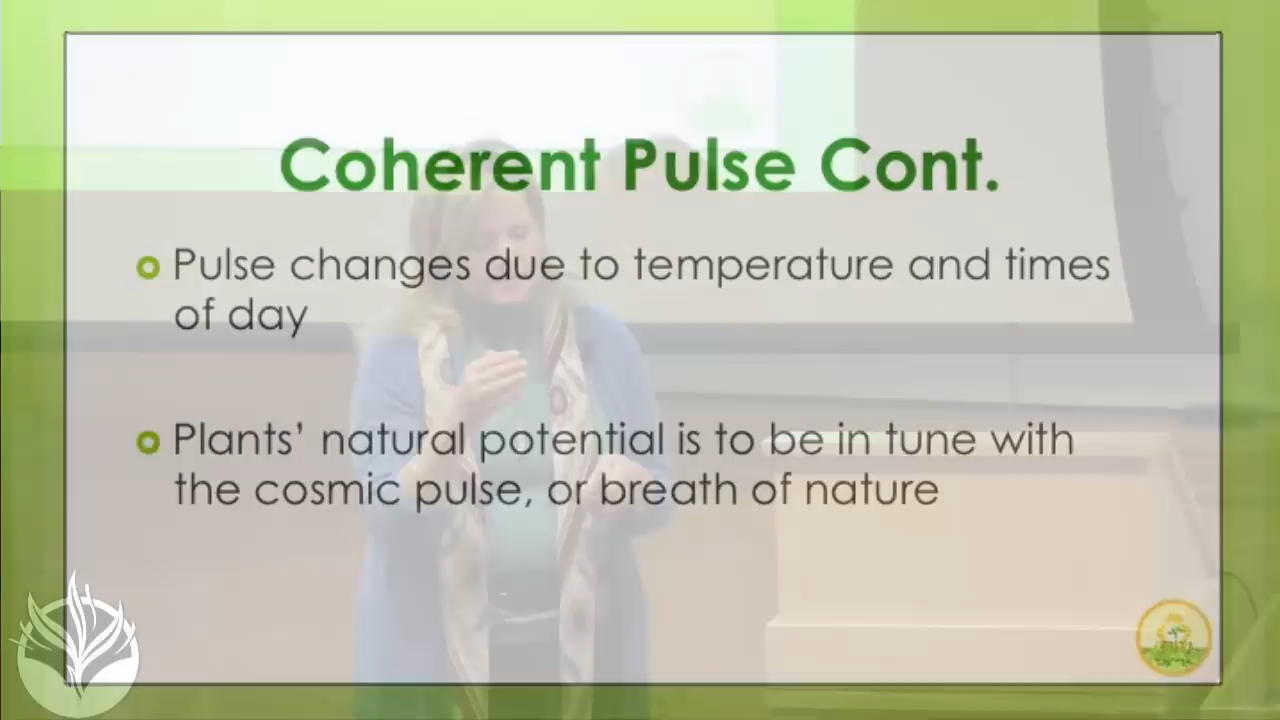 Coherent Pulse Cont.
Pulse changes due to temperature and times
of day
Plants’ natural potential is to be in tune with
the cosmic pulse, or breath of nature